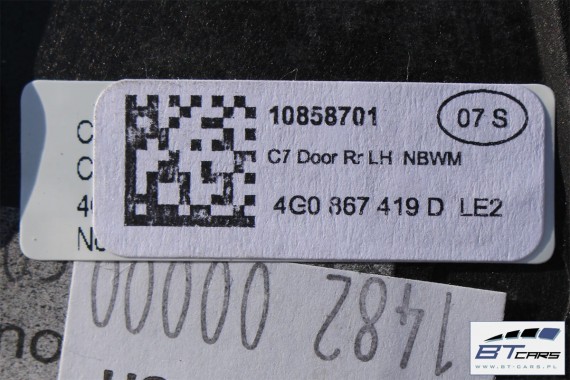 10858701 07 S
C7 Door Rr LH NBWM
4G0 867 419 D LE2
00000 1482
BTCARS
WWW.BT-CARS.PL